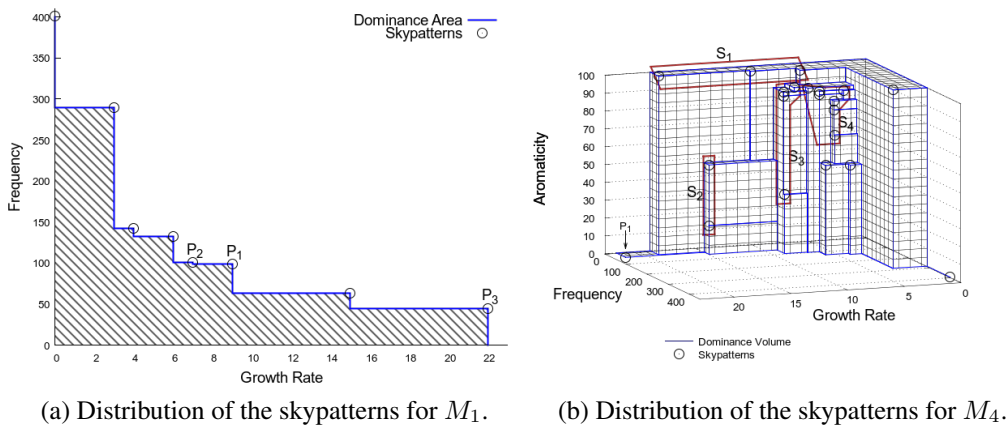 400
350
300
250
200
150
100
50
0
Frequency
Dominance Area
Skypatterns
P2
P1
P3
0 2 4 6 8 10 12 14 16 18 20 22
Growth Rate
(a) Distribution of the skypatterns for M1.
S1
S4
S3
S2
P1
100
90
80
70
60
50
40
30
20
10
0
Aromaticity
100
200
300
400
Frequency
20 15 10 5 0
Growth Rate
Dominance Volume
Skypatterns
(b) Distribution of the skypatterns for M4.